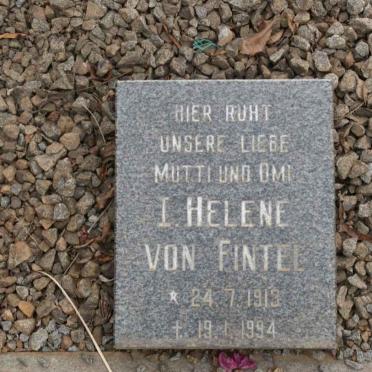 HIER RUHT
UNSERE LIEBE
MUTTI UND OMI
I. HELENE
VON FINTEL
* 24.7.1913
† 19.1.1994